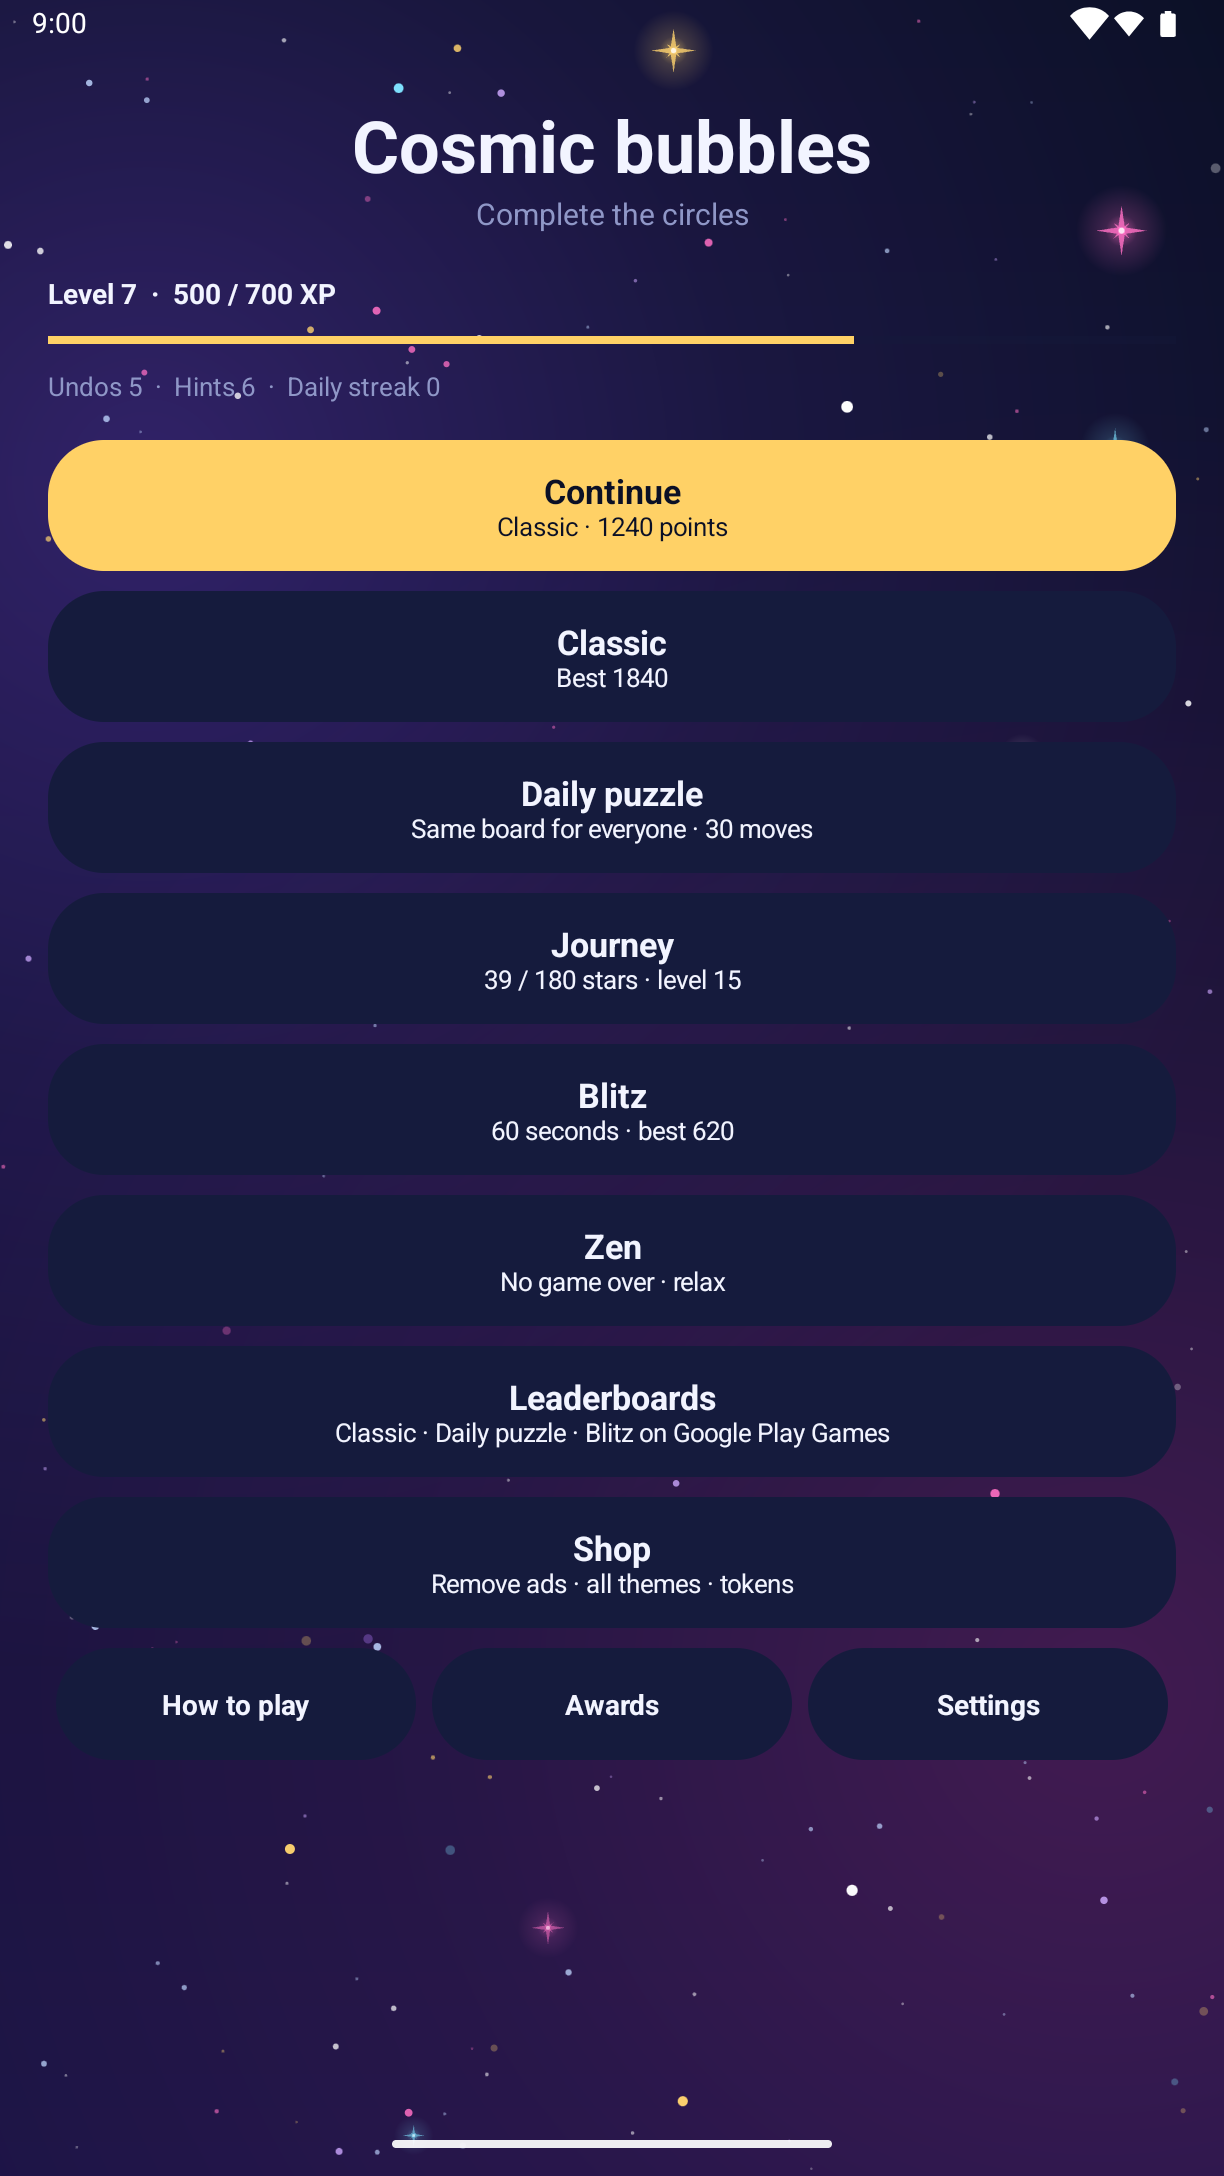 9:00
Cosmic bubbles
Complete the circles
Level 7 · 500 / 700 XP
Undos 5 · Hints 6 · Daily streak 0
Continue
Classic · 1240 points
Classic
Best 1840
Daily puzzle
Same board for everyone · 30 moves
Journey
39 / 180 stars · level 15
Blitz
60 seconds · best 620
Zen
No game over · relax
Leaderboards
Classic · Daily puzzle · Blitz on Google Play Games
Shop
Remove ads · all themes · tokens
How to play
Awards
Settings